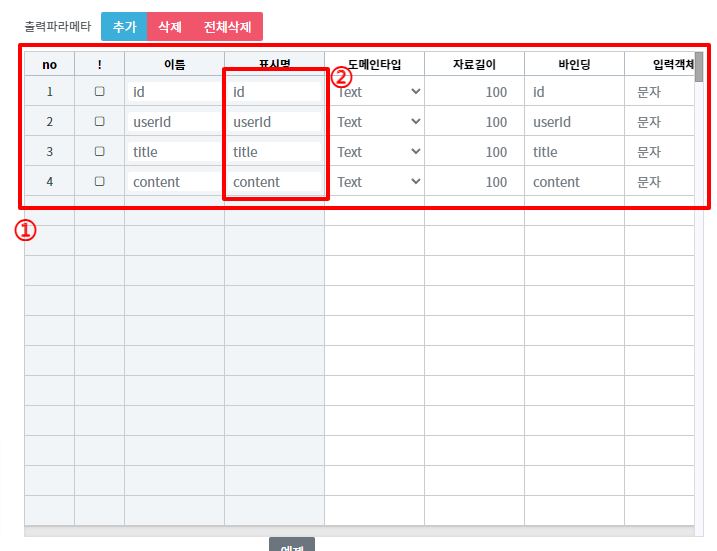 출력파라메타 추가 삭제 전체삭제
no ! 이름 표시명 도메인타입 자료길이 바인딩 입력객체
②
1 id id Text 100 id 문자
2 userId userId Text 100 userId 문자
3 title title Text 100 title 문자
4 content content Text 100 content 문자
①